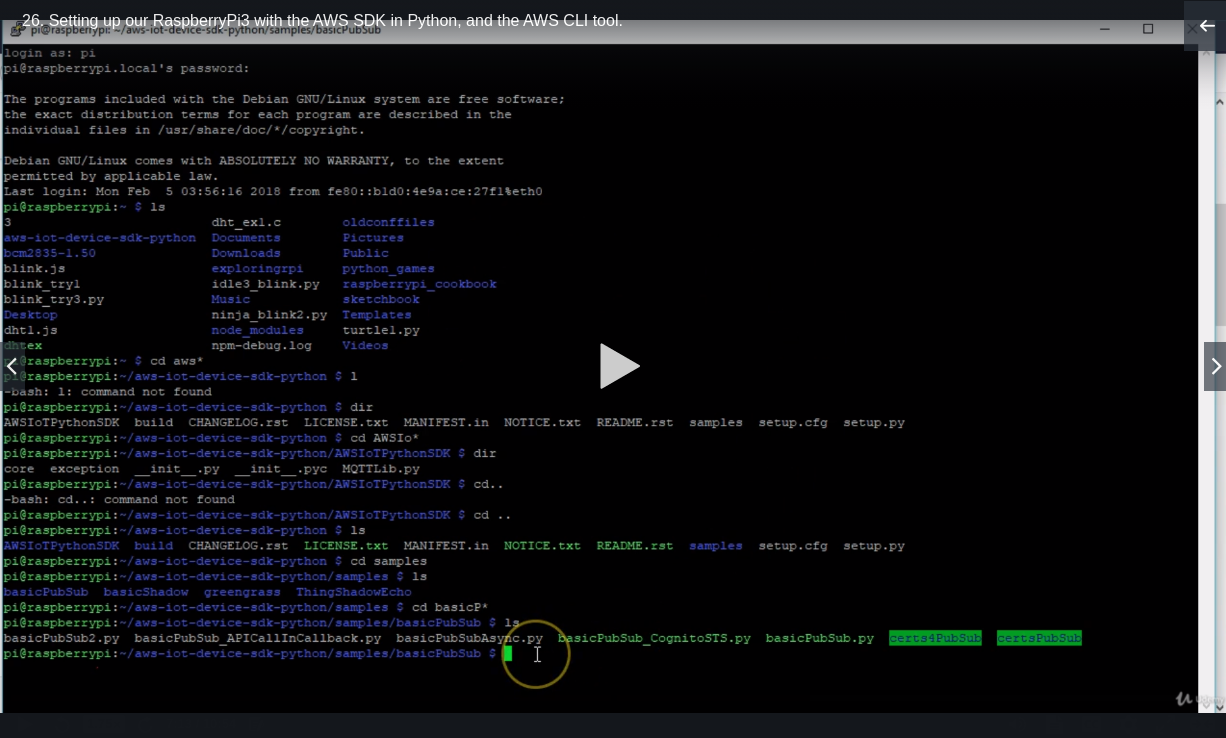 26. Setting up our RaspberryPi3 with the AWS SDK in Python, and the AWS CLI tool.
pi@raspberrypi: ~/aws-iot-device-sdk-python/samples/basicPubSub
login as: pi
pi@raspberrypi.local's password:
The programs included with the Debian GNU/Linux system are free software;
the exact distribution terms for each program are described in the
individual files in /usr/share/doc/*/copyright.
Debian GNU/Linux comes with ABSOLUTELY NO WARRANTY, to the extent
permitted by applicable law.
Last login: Mon Feb  5 03:56:16 2018 from fe80::b1d0:4e9a:ce:27f1%eth0
pi@raspberrypi:~ $ ls
3 dht_ex1.c oldconffiles
aws-iot-device-sdk-python Documents Pictures
bcm2835-1.50 Downloads Public
blink.js exploringrpi python_games
blink_try1 idle3_blink.py raspberrypi_cookbook
blink_try3.py Music sketchbook
Desktop ninja_blink2.py Templates
dht1.js node_modules turtle1.py
dhtex npm-debug.log Videos
pi@raspberrypi:~ $ cd aws*
pi@raspberrypi:~/aws-iot-device-sdk-python $ l
-bash: l: command not found
pi@raspberrypi:~/aws-iot-device-sdk-python $ dir
AWSIoTPythonSDK build CHANGELOG.rst LICENSE.txt MANIFEST.in NOTICE.txt README.rst samples setup.cfg setup.py
pi@raspberrypi:~/aws-iot-device-sdk-python $ cd AWSIo*
pi@raspberrypi:~/aws-iot-device-sdk-python/AWSIoTPythonSDK $ dir
core exception __init__.py __init__.pyc MQTTLib.py
pi@raspberrypi:~/aws-iot-device-sdk-python/AWSIoTPythonSDK $ cd..
-bash: cd..: command not found
pi@raspberrypi:~/aws-iot-device-sdk-python/AWSIoTPythonSDK $ cd ..
pi@raspberrypi:~/aws-iot-device-sdk-python $ ls
AWSIoTPythonSDK build CHANGELOG.rst LICENSE.txt MANIFEST.in NOTICE.txt README.rst samples setup.cfg setup.py
pi@raspberrypi:~/aws-iot-device-sdk-python $ cd samples
pi@raspberrypi:~/aws-iot-device-sdk-python/samples $ ls
basicPubSub basicShadow greengrass ThingShadowEcho
pi@raspberrypi:~/aws-iot-device-sdk-python/samples $ cd basicP*
pi@raspberrypi:~/aws-iot-device-sdk-python/samples/basicPubSub $ ls
basicPubSub2.py basicPubSub_APICallInCallback.py basicPubSubAsync.py basicPubSub_CognitoSTS.py basicPubSub.py certs4PubSub certsPubSub
pi@raspberrypi:~/aws-iot-device-sdk-python/samples/basicPubSub $